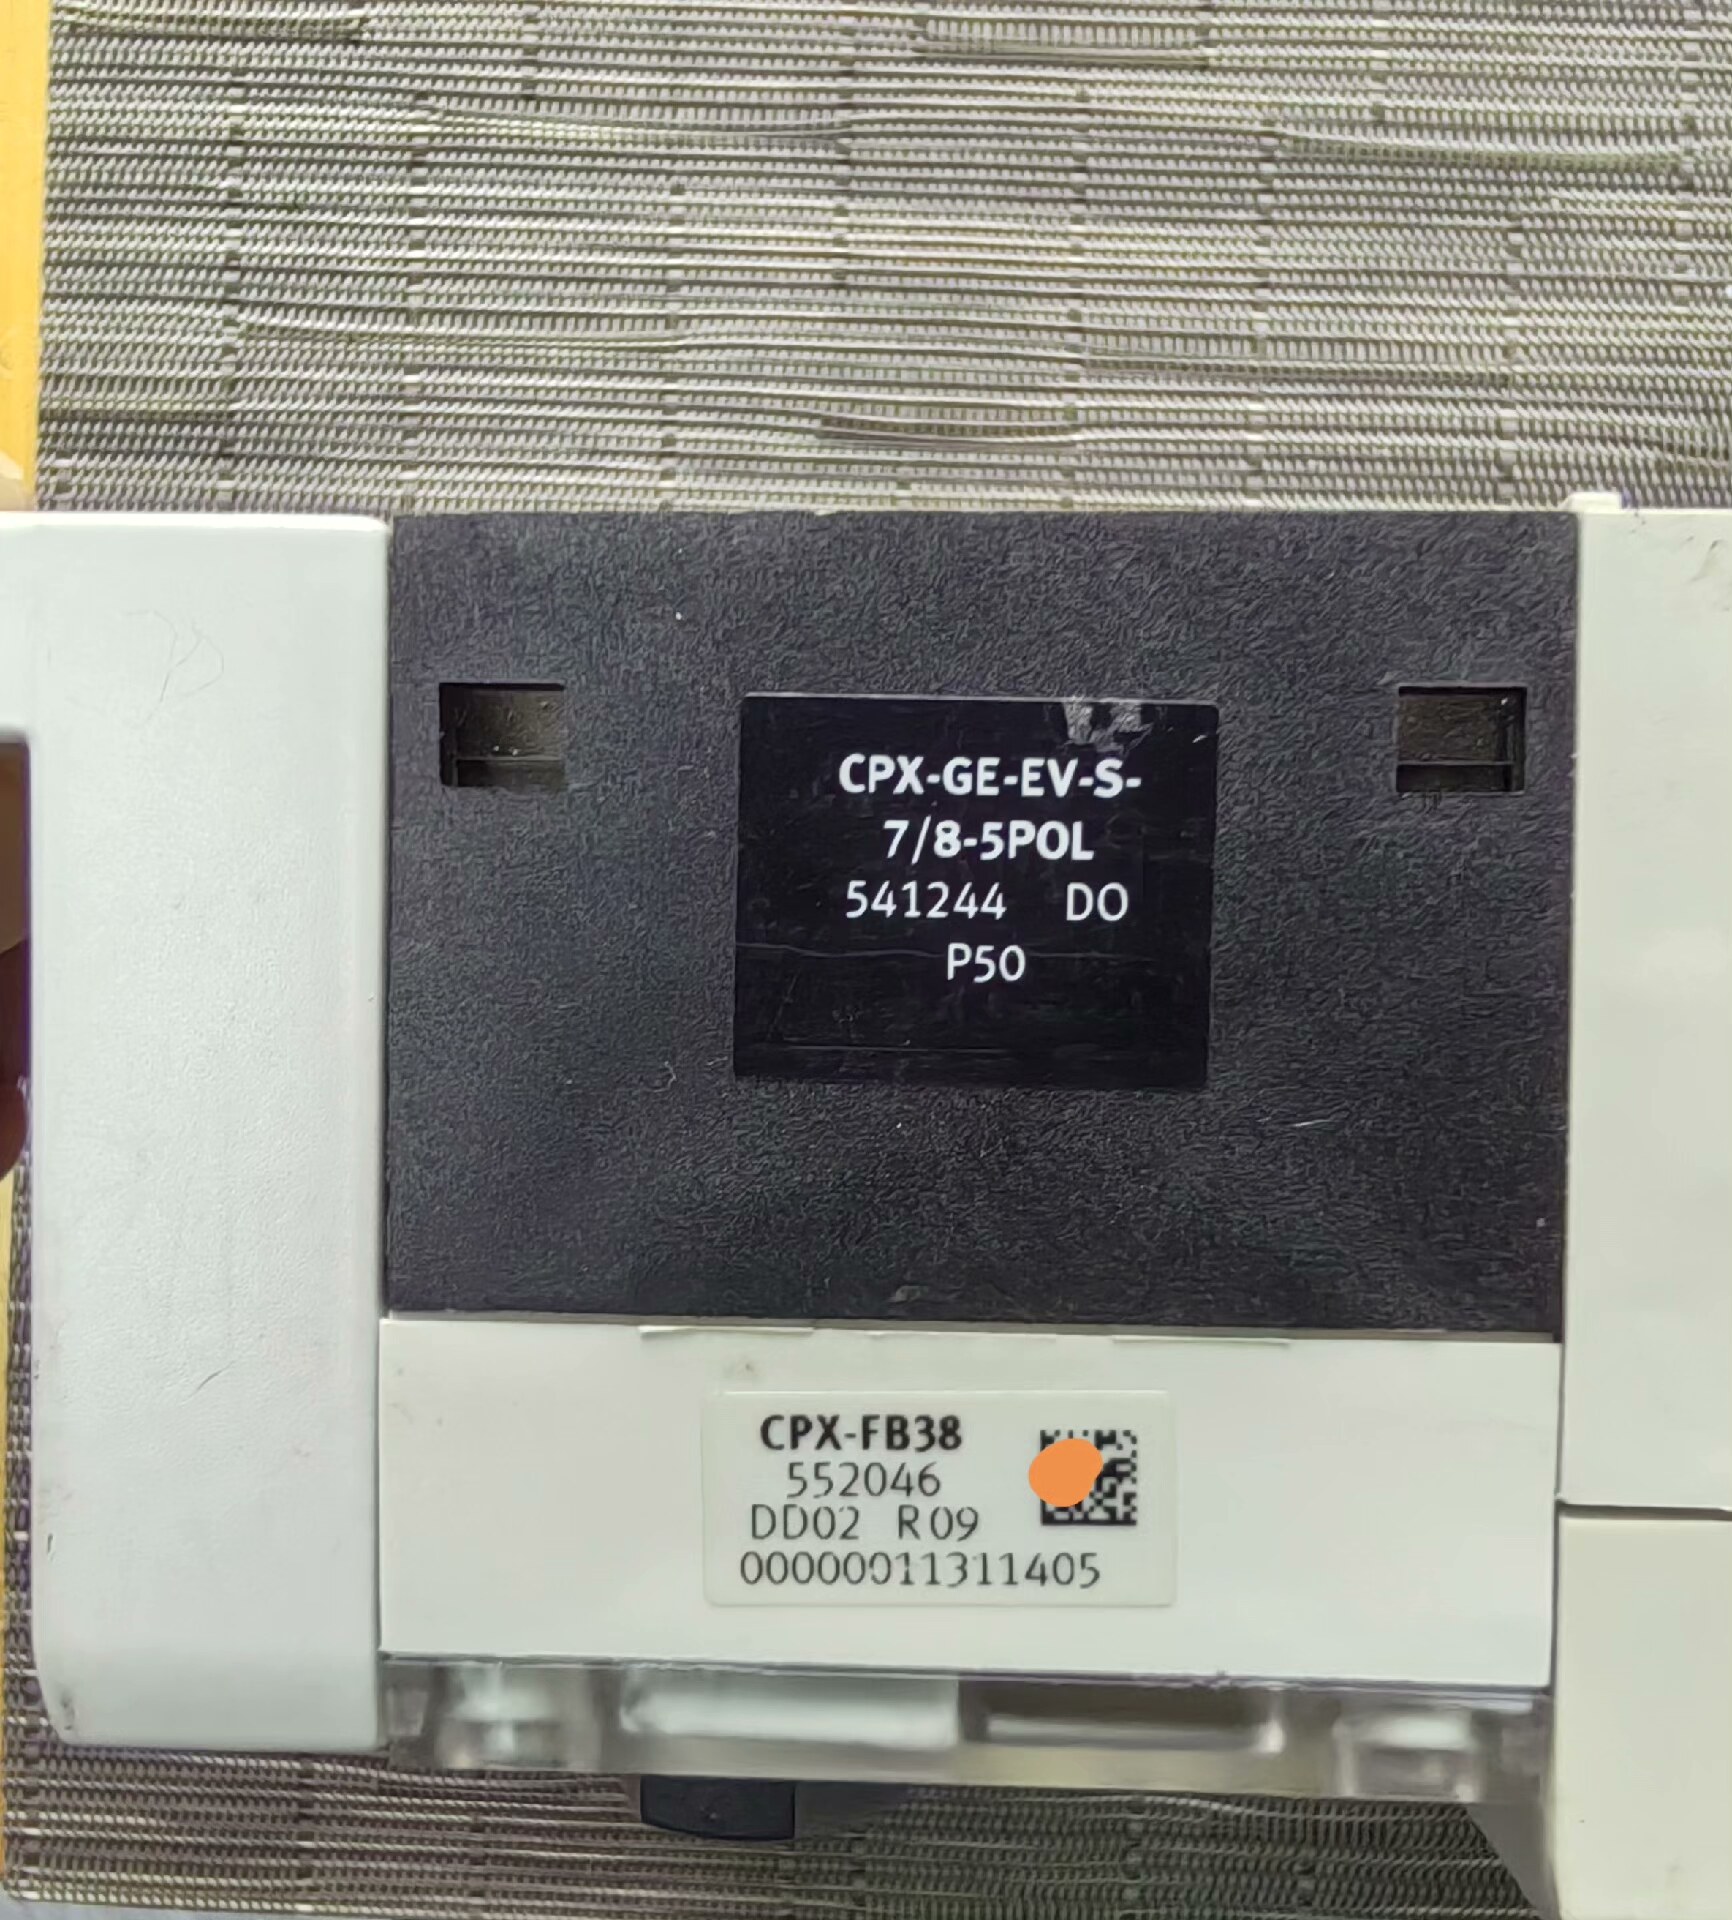 CPX-GE-EV-S-
7/8-5POL
541244 DO
P50
CPX-FB38
552046
DD02 R09
00000011311405